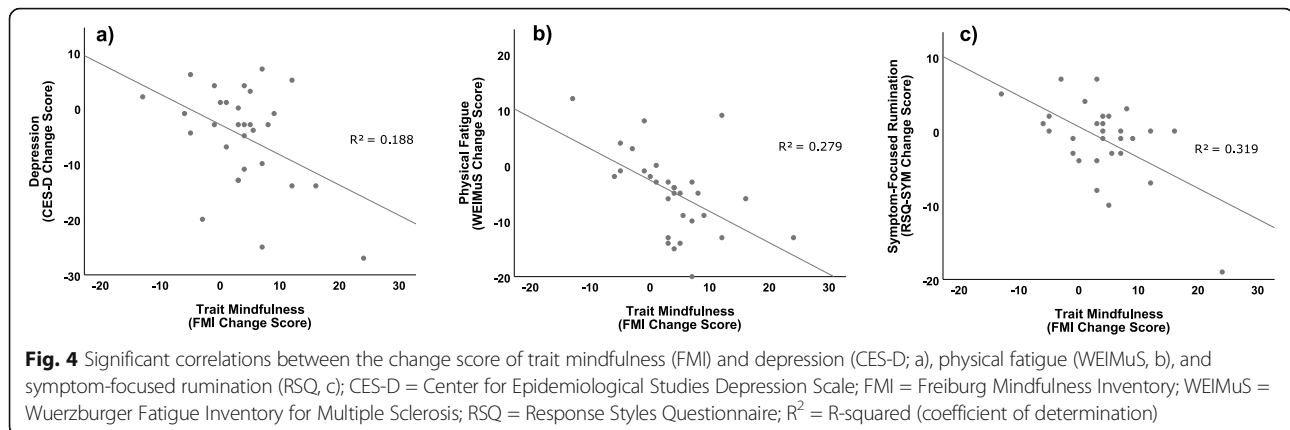 a)
10
0
-10
-20
-30
Depression
(CES-D Change Score)
R² = 0.188
-20 -10 0 10 20 30
Trait Mindfulness
(FMI Change Score)
b)
20
10
0
-10
-20
Physical Fatigue
(WEIMuS Change Score)
R² = 0.279
-20 -10 0 10 20 30
Trait Mindfulness
(FMI Change Score)
c)
10
0
-10
-20
Symptom-Focused Rumination
(RSQ-SYM Change Score)
R² = 0.319
-20 -10 0 10 20 30
Trait Mindfulness
(FMI Change Score)
Fig. 4 Significant correlations between the change score of trait mindfulness (FMI) and depression (CES-D; a), physical fatigue (WEIMuS, b), and
symptom-focused rumination (RSQ, c); CES-D = Center for Epidemiological Studies Depression Scale; FMI = Freiburg Mindfulness Inventory; WEIMuS =
Wuerzburger Fatigue Inventory for Multiple Sclerosis; RSQ = Response Styles Questionnaire; R² = R-squared (coefficient of determination)